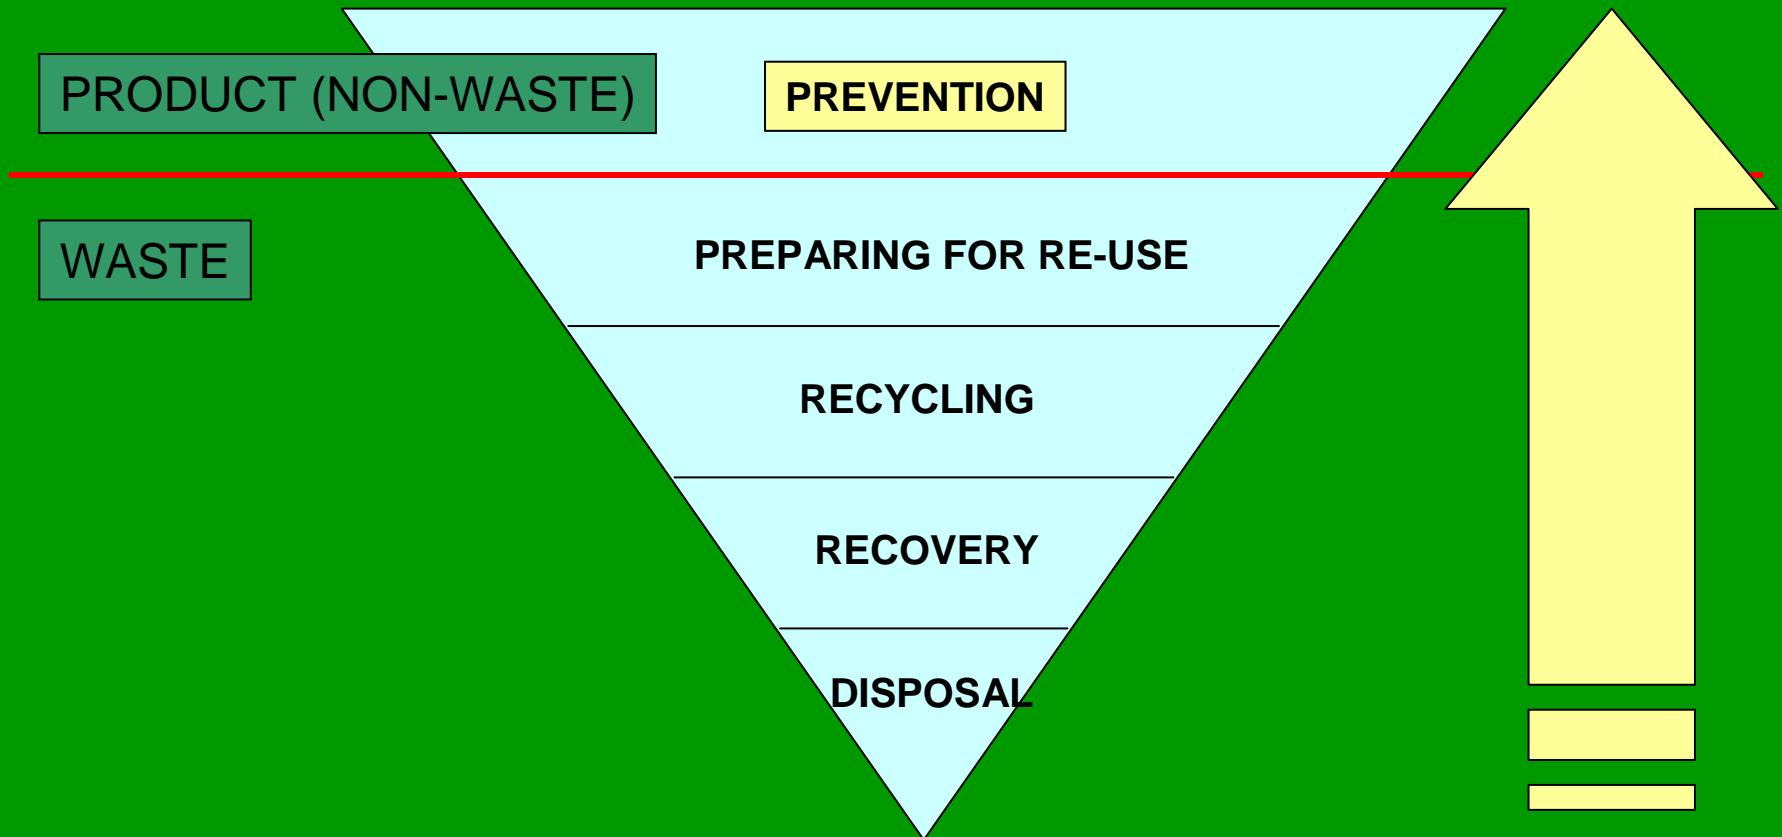 PRODUCT (NON-WASTE)
PREVENTION
WASTE
PREPARING FOR RE-USE
RECYCLING
RECOVERY
DISPOSAL